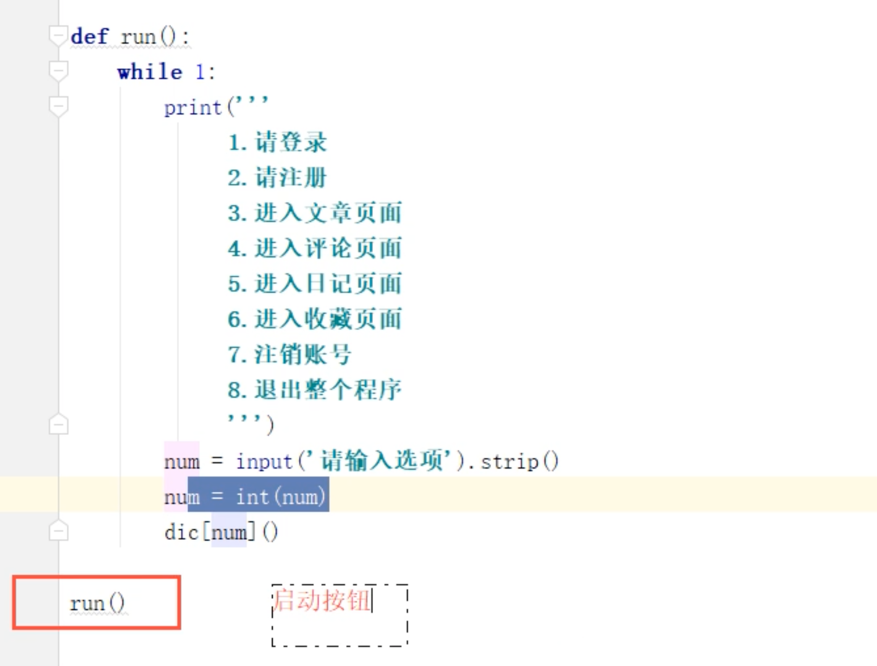 def run():
while 1:
print('''
1.请登录
2.请注册
3.进入文章页面
4.进入评论页面
5.进入日记页面
6.进入收藏页面
7.注销账号
8.退出整个程序
''')
num = input('请输入选项').strip()
num = int(num)
dic[num]()
run()
启动按钮